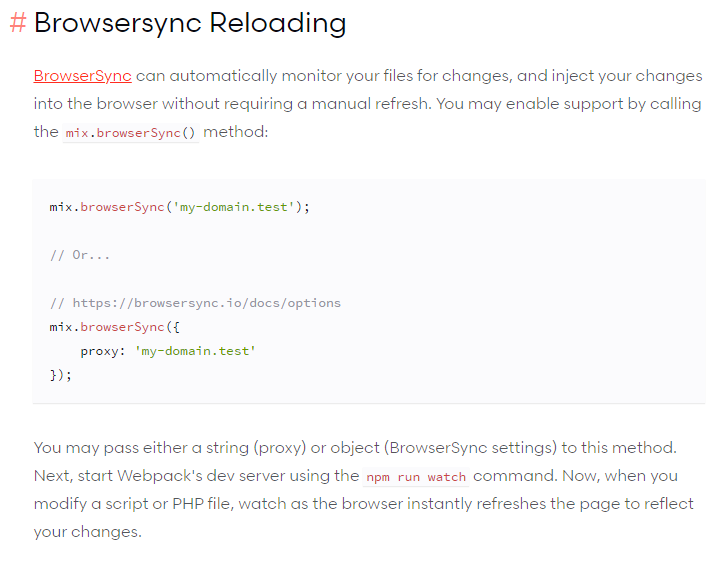 # Browsersync Reloading
BrowserSync can automatically monitor your files for changes, and inject your changes
into the browser without requiring a manual refresh. You may enable support by calling
the mix.browserSync() method:
mix.browserSync('my-domain.test');
// Or...
// https://browsersync.io/docs/options
mix.browserSync({
    proxy: 'my-domain.test'
});
You may pass either a string (proxy) or object (BrowserSync settings) to this method.
Next, start Webpack's dev server using the npm run watch command. Now, when you
modify a script or PHP file, watch as the browser instantly refreshes the page to reflect
your changes.